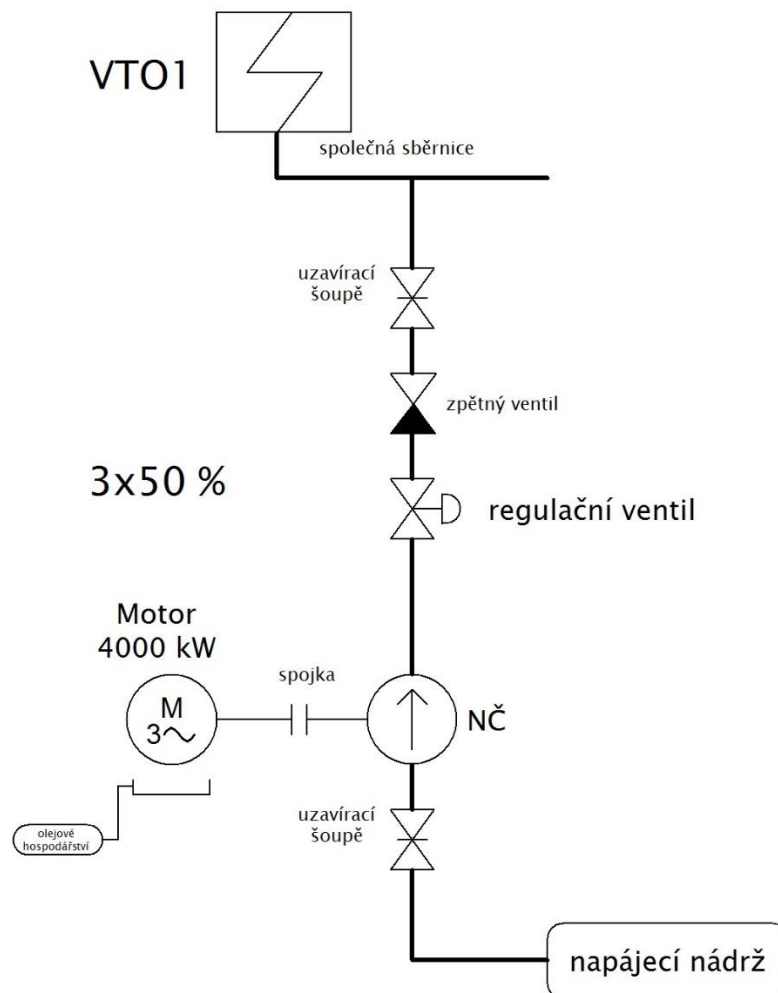 VTO1
společná sběrnice
uzavírací
šoupě
zpětný ventil
3x50 %
regulační ventil
Motor
4000 kW
spojka
M
3
NČ
uzavírací
šoupě
olejové
hospodářství
napájecí nádrž